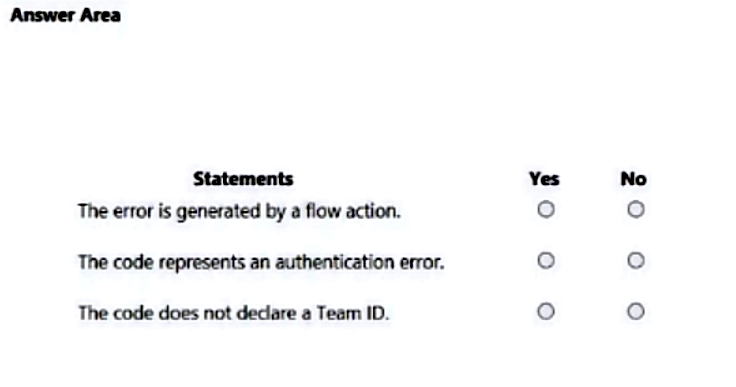 Answer Area
Statements Yes No
The error is generated by a flow action.
The code represents an authentication error.
The code does not declare a Team ID.